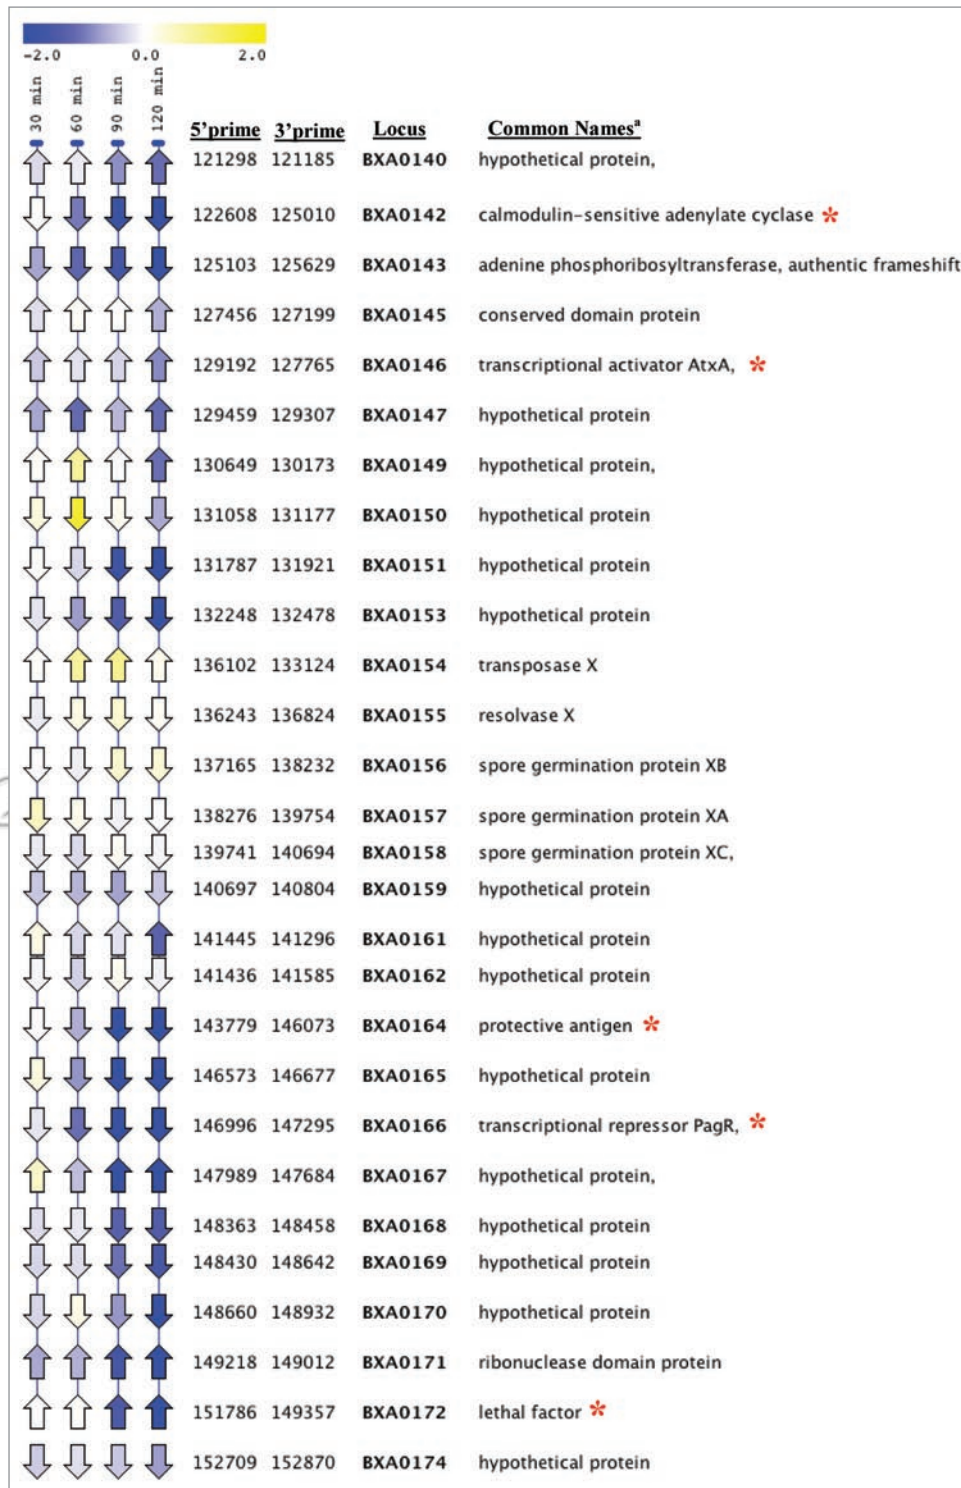 -2.0 0.0 2.0
30 min 60 min 90 min 120 min
5'prime 3'prime Locus Common Namesª
121298 121185 BXA0140 hypothetical protein,
122608 125010 BXA0142 calmodulin-sensitive adenylate cyclase *
125103 125629 BXA0143 adenine phosphoribosyltransferase, authentic frameshift
127456 127199 BXA0145 conserved domain protein
129192 127765 BXA0146 transcriptional activator AtxA, *
129459 129307 BXA0147 hypothetical protein
130649 130173 BXA0149 hypothetical protein,
131058 131177 BXA0150 hypothetical protein
131787 131921 BXA0151 hypothetical protein
132248 132478 BXA0153 hypothetical protein
136102 133124 BXA0154 transposase X
136243 136824 BXA0155 resolvase X
137165 138232 BXA0156 spore germination protein XB
138276 139754 BXA0157 spore germination protein XA
139741 140694 BXA0158 spore germination protein XC,
140697 140804 BXA0159 hypothetical protein
141445 141296 BXA0161 hypothetical protein
141436 141585 BXA0162 hypothetical protein
143779 146073 BXA0164 protective antigen *
146573 146677 BXA0165 hypothetical protein
146996 147295 BXA0166 transcriptional repressor PagR, *
147989 147684 BXA0167 hypothetical protein,
148363 148458 BXA0168 hypothetical protein
148430 148642 BXA0169 hypothetical protein
148660 148932 BXA0170 hypothetical protein
149218 149012 BXA0171 ribonuclease domain protein
151786 149357 BXA0172 lethal factor *
152709 152870 BXA0174 hypothetical protein